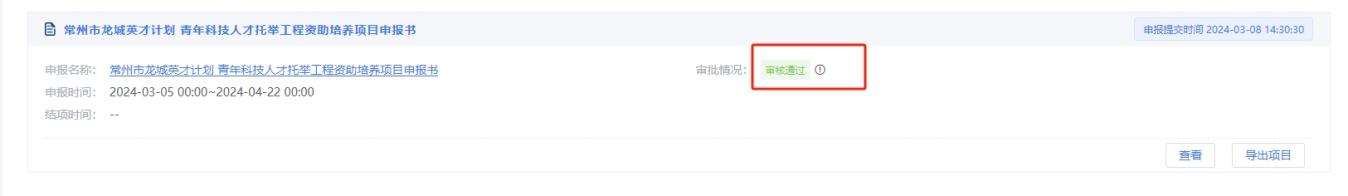 常州市龙城英才计划 青年科技人才托举工程资助培养项目申报书
申报提交时间 2024-03-08 14:30:30
申报名称： 常州市龙城英才计划 青年科技人才托举工程资助培养项目申报书
审批情况： 审核通过
申报时间： 2024-03-05 00:00~2024-04-22 00:00
结项时间： --
查看
导出项目